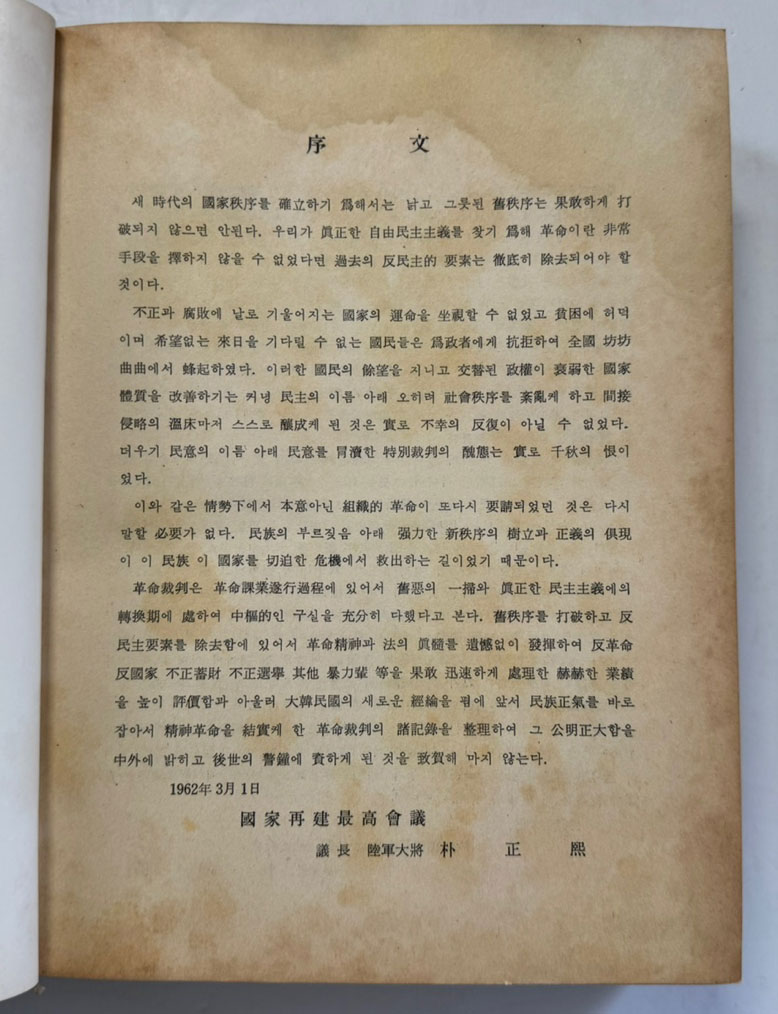 序 文
새 時代의 國家秩序를 確立하기 爲해서는 낡고 그릇된 舊秩序는 果敢하게 打
破되지 않으면 안된다. 우리가 眞正한 自由民主主義를 찾기 爲해 革命이란 非常
手段을 擇하지 않을 수 없었다면 過去의 反民主的 要素는 徹底히 除去되어야 할
것이다.
不正과 腐敗에 날로 기울어지는 國家의 運命을 坐視할 수 없었고 貧困에 허덕
이며 希望없는 來日을 기다릴 수 없는 國民들은 爲政者에게 抗拒하여 全國 坊坊
曲曲에서 蜂起하였다. 이러한 國民의 餘望을 지니고 交替된 政權이 衰弱한 國家
體質을 改善하기는 커녕 民主의 이름 아래 오히려 社會秩序를 紊亂케 하고 間接
侵略의 溫床마저 스스로 釀成케 된 것은 實로 不幸의 反復이 아닐 수 없었다.
더우기 民意의 이름 아래 民意를 冒瀆한 特別裁判의 醜態는 實로 千秋의 恨이
었다.
이와 같은 情勢下에서 本意아닌 組織的 革命이 또다시 要請되었던 것은 다시
말할 必要가 없다. 民族의 부르짖음 아래 强力한 新秩序의 樹立과 正義의 俱現
이 이 民族 이 國家를 切迫한 危機에서 救出하는 길이었기 때문이다.
革命裁判은 革命課業遂行過程에 있어서 舊惡의 一掃와 眞正한 民主主義에의
轉換期에 處하여 中樞的인 구실을 充分히 다했다고 본다. 舊秩序를 打破하고 反
民主要素를 除去함에 있어서 革命精神과 法의 眞髓를 遺憾없이 發揮하여 反革命
反國家 不正蓄財 不正選擧 其他 暴力輩 等을 果敢 迅速하게 處理한 赫赫한 業績
을 높이 評價함과 아울러 大韓民國의 새로운 經綸을 폄에 앞서 民族正氣를 바로
잡아서 精神革命을 結實케 한 革命裁判의 諸記錄을 整理하여 그 公明正大함을
中外에 밝히고 後世의 警鐘에 資하게 된 것을 致賀해 마지 않는다.
1962年 3月 1日
國家再建最高會議
議長 陸軍大將 朴 正 熙